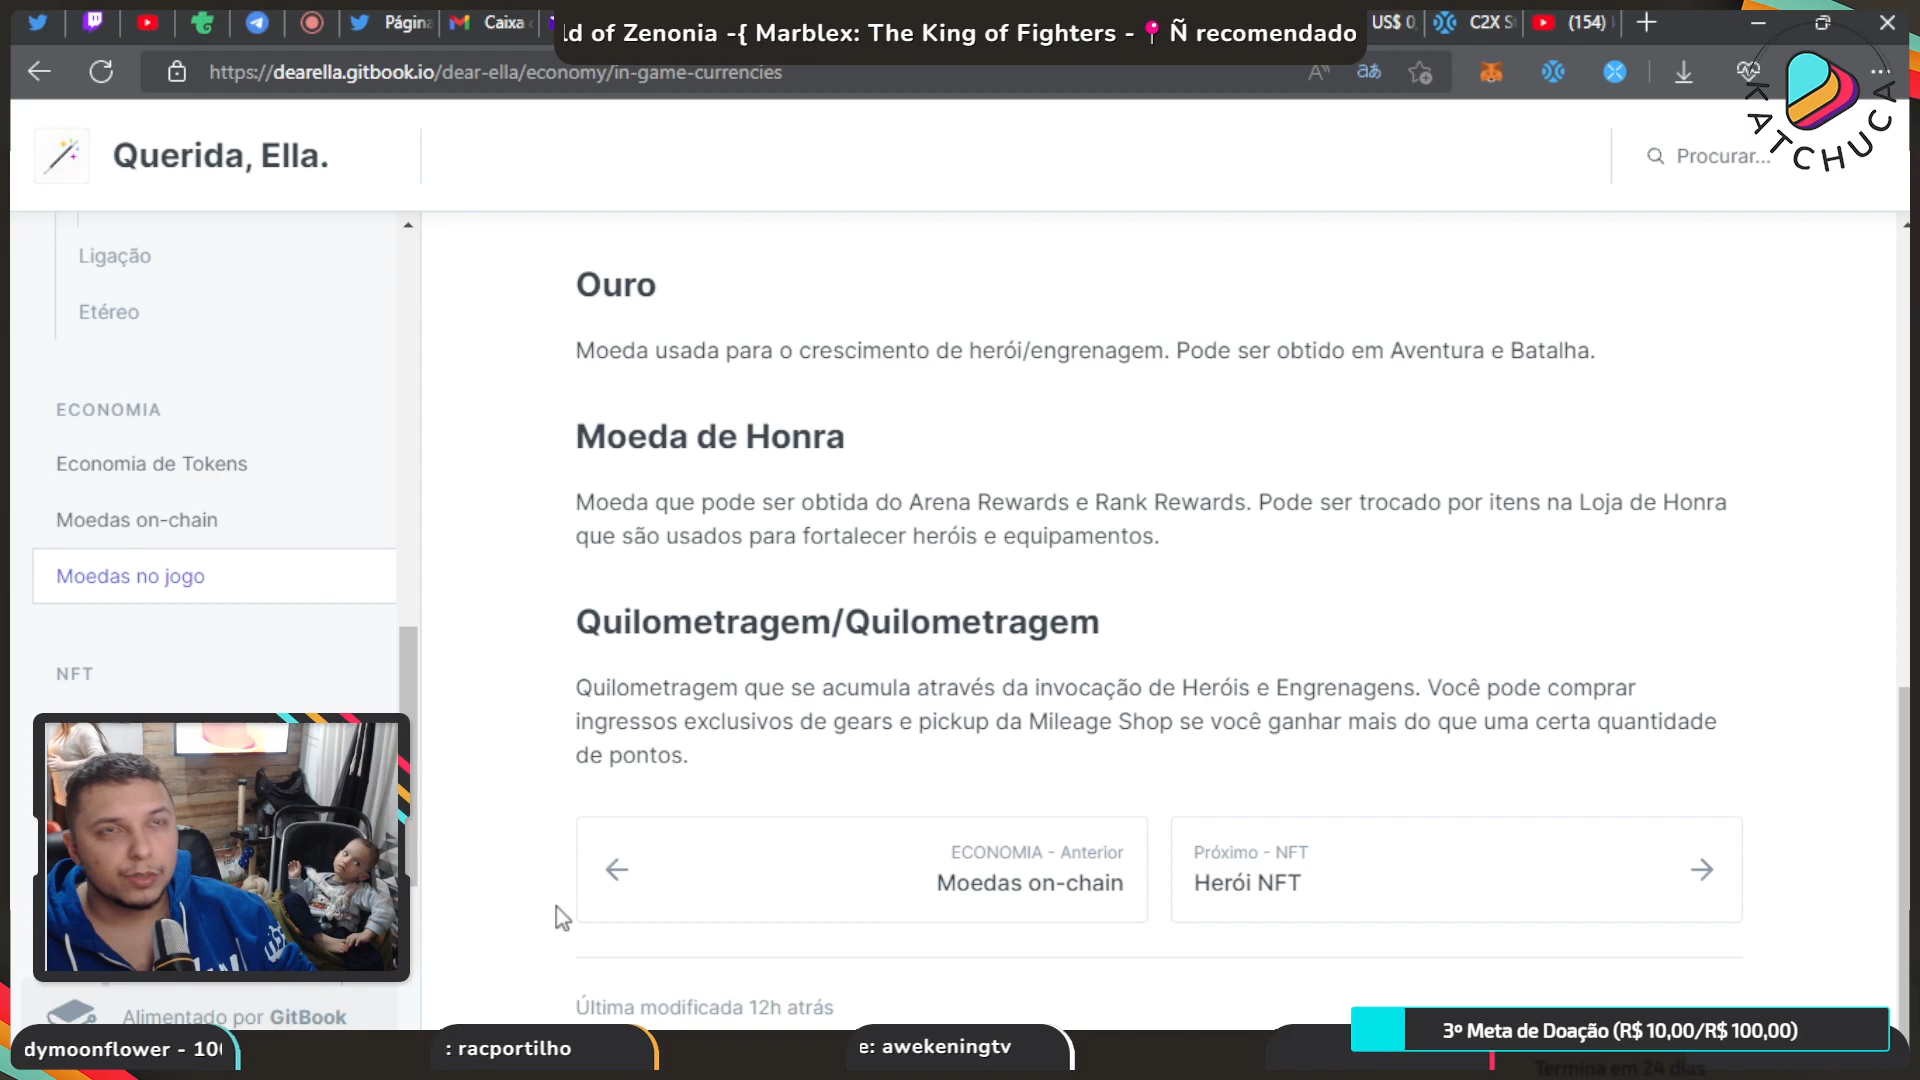 Página
Caixa
ld of Zenonia -{ Marblex: The King of Fighters - 📍 Ñ recomendado
US$ 0
C2X S
(154)
https://dearella.gitbook.io/dear-ella/economy/in-game-currencies
KATCHUCA
Querida, Ella.
Procurar...
Ligação
Etéreo
ECONOMIA
Economia de Tokens
Moedas on-chain
Moedas no jogo
NFT
Ouro
Moeda usada para o crescimento de herói/engrenagem. Pode ser obtido em Aventura e Batalha.
Moeda de Honra
Moeda que pode ser obtida do Arena Rewards e Rank Rewards. Pode ser trocado por itens na Loja de Honra
que são usados para fortalecer heróis e equipamentos.
Quilometragem/Quilometragem
Quilometragem que se acumula através da invocação de Heróis e Engrenagens. Você pode comprar
ingressos exclusivos de gears e pickup da Mileage Shop se você ganhar mais do que uma certa quantidade
de pontos.
ECONOMIA - Anterior
Moedas on-chain
Próximo - NFT
Herói NFT
Última modificada 12h atrás
Alimentado por GitBook
dymoonflower - 10
: racportilho
e: awekeningtv
3º Meta de Doação (R$ 10,00/R$ 100,00)
Termina em 24 dias